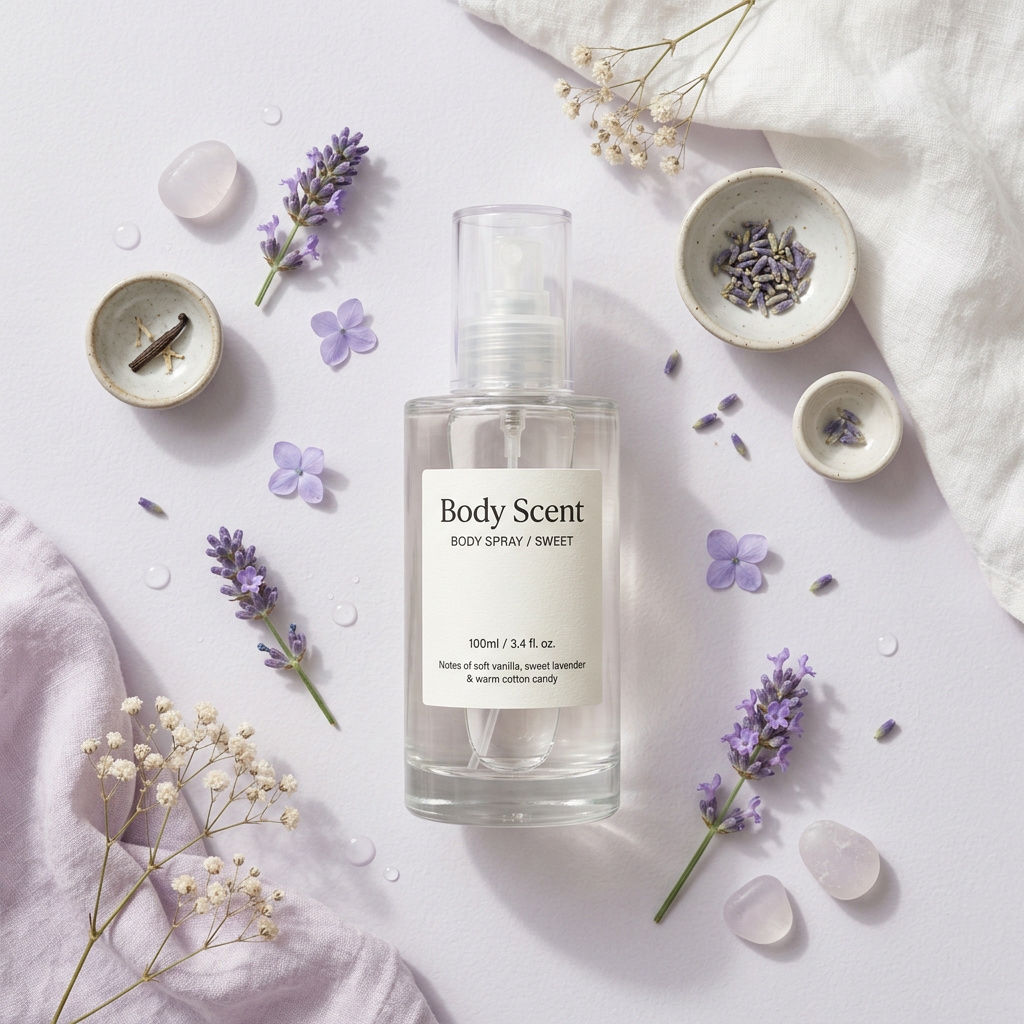 Body Scent
BODY SPRAY / SWEET
100ml / 3.4 fl. oz.
Notes of soft vanilla, sweet lavender
& warm cotton candy